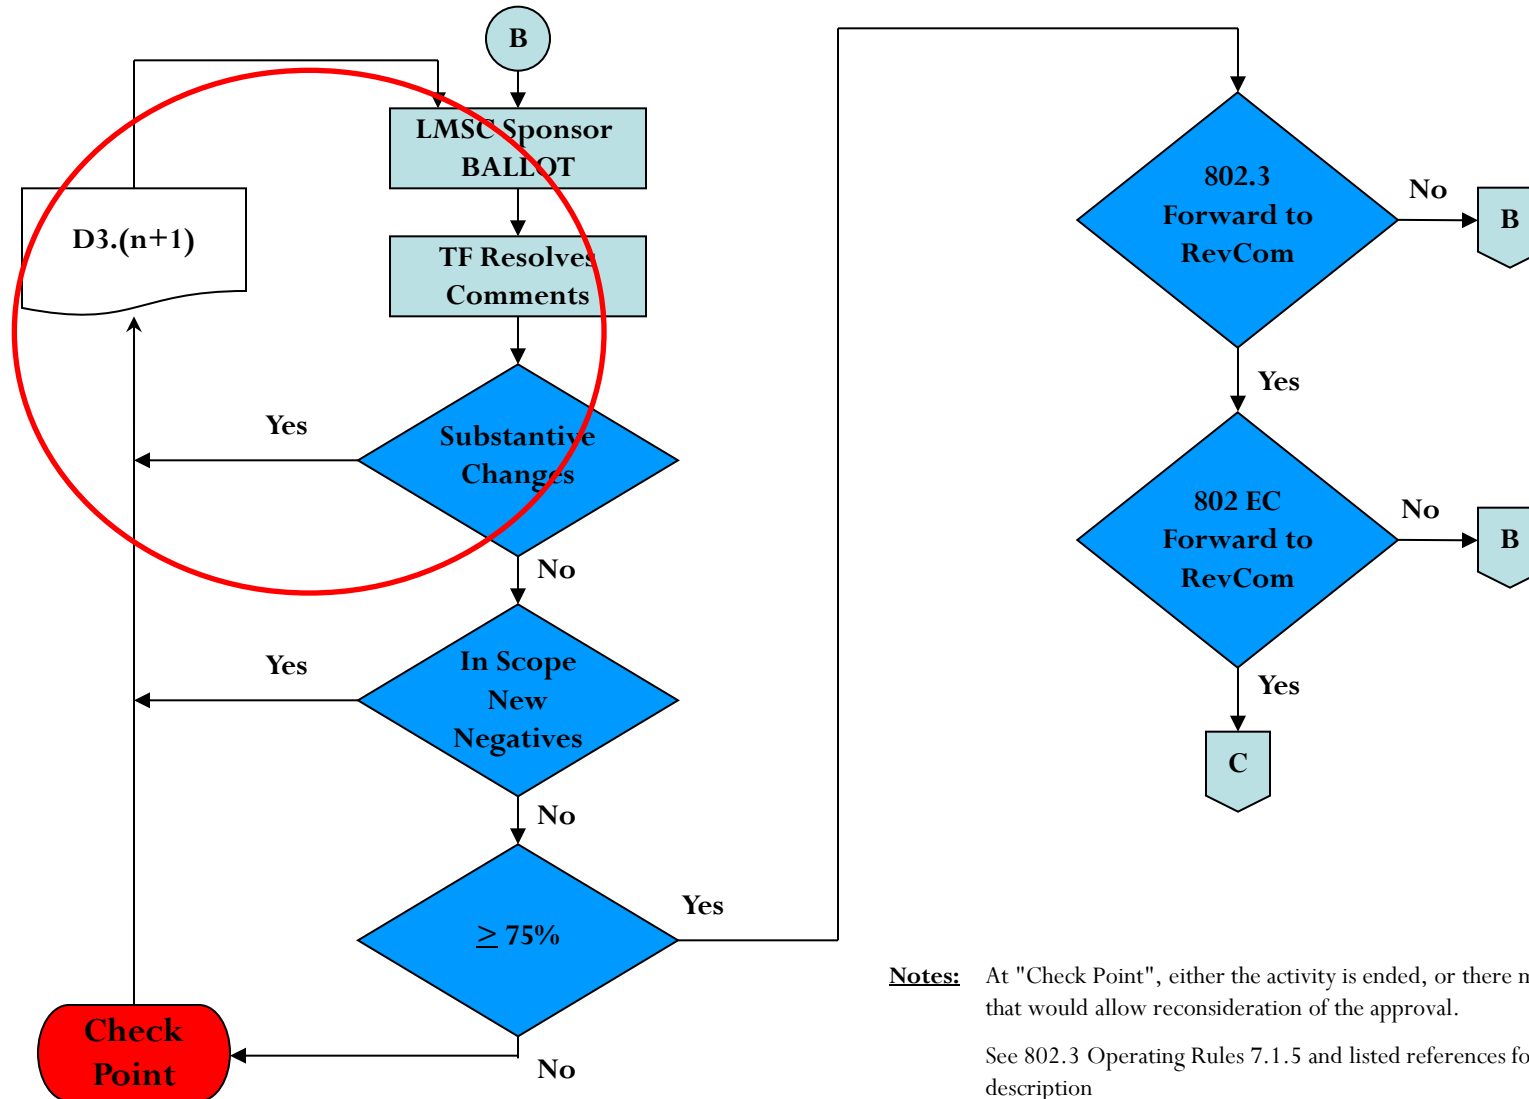 B
LMSC Sponsor
BALLOT
D3.(n+1)
TF Resolves
Comments
Yes
Substantive
Changes
No
Yes
In Scope
New
Negatives
No
≥ 75%
Yes
Check
Point
No
802.3
Forward to
RevCom
No
B
Yes
802 EC
Forward to
RevCom
No
B
Yes
C
Notes: At "Check Point", either the activity is ended, or there
that would allow reconsideration of the approval.
See 802.3 Operating Rules 7.1.5 and listed references
description